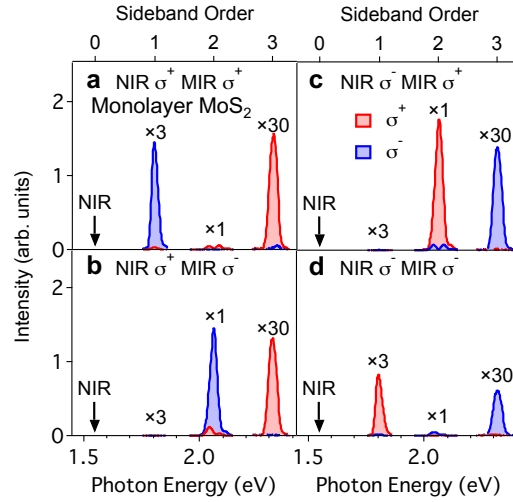 Sideband Order
Sideband Order
0 1 2 3
0 1 2 3
a NIR σ⁺ MIR σ⁺
Monolayer MoS₂
×3
×1
×30
NIR
c NIR σ⁻ MIR σ⁺
×1
σ⁺
σ⁻
×30
×3
NIR
b NIR σ⁺ MIR σ⁻
×1
×30
×3
NIR
d NIR σ⁻ MIR σ⁻
×3
×1
×30
NIR
Intensity (arb. units)
2
1
0
2
1
0
1.5 2.0
1.5 2.0
Photon Energy (eV)
Photon Energy (eV)